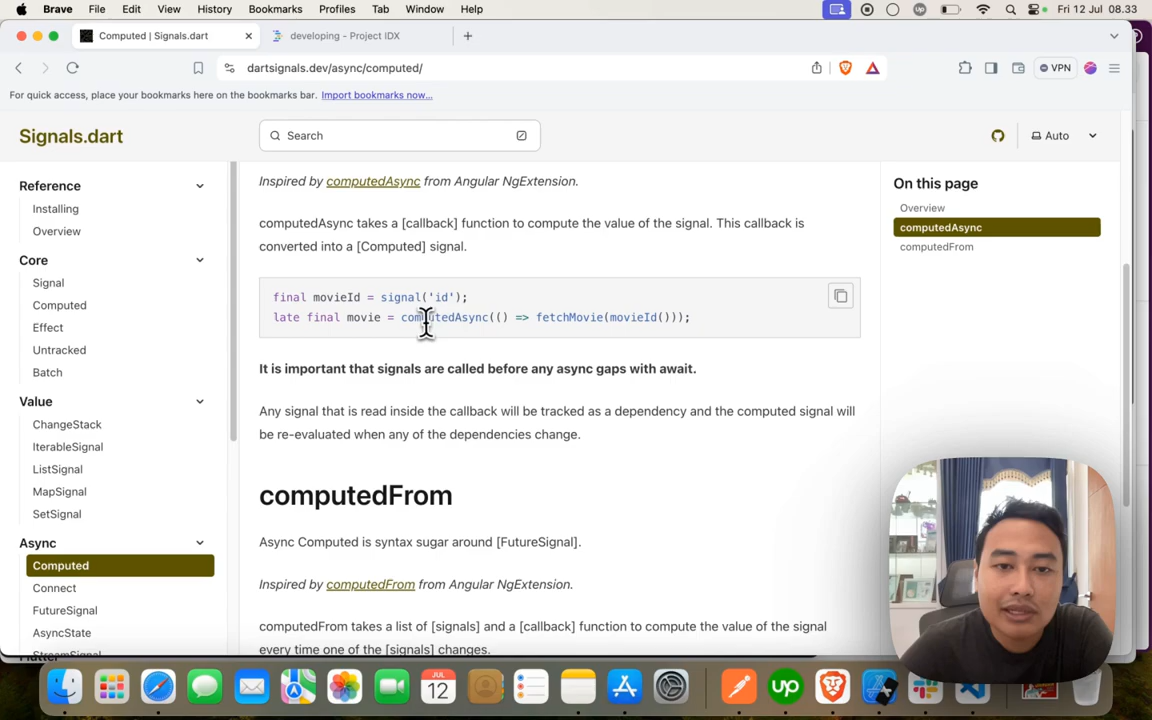 Brave File Edit View History Bookmarks Profiles Tab Window Help
up
Fri 12 Jul 08.33
Computed | Signals.dart
developing - Project IDX
dartsignals.dev/async/computed/
VPN
For quick access, place your bookmarks here on the bookmarks bar. Import bookmarks now...
Signals.dart
Search
Auto
Reference
Installing
Overview
Core
Signal
Computed
Effect
Untracked
Batch
Value
ChangeStack
IterableSignal
ListSignal
MapSignal
SetSignal
Async
Computed
Connect
FutureSignal
AsyncState
StreamSignal
Flutter
Inspired by computedAsync from Angular NgExtension.
computedAsync takes a [callback] function to compute the value of the signal. This callback is
converted into a [Computed] signal.
final movieId = signal('id');
late final movie = computedAsync(() => fetchMovie(movieId()));
It is important that signals are called before any async gaps with await.
Any signal that is read inside the callback will be tracked as a dependency and the computed signal will
be re-evaluated when any of the dependencies change.
computedFrom
Async Computed is syntax sugar around [FutureSignal].
Inspired by computedFrom from Angular NgExtension.
computedFrom takes a list of [signals] and a [callback] function to compute the value of the signal
every time one of the [signals] changes.
On this page
Overview
computedAsync
computedFrom
JUL
12
up